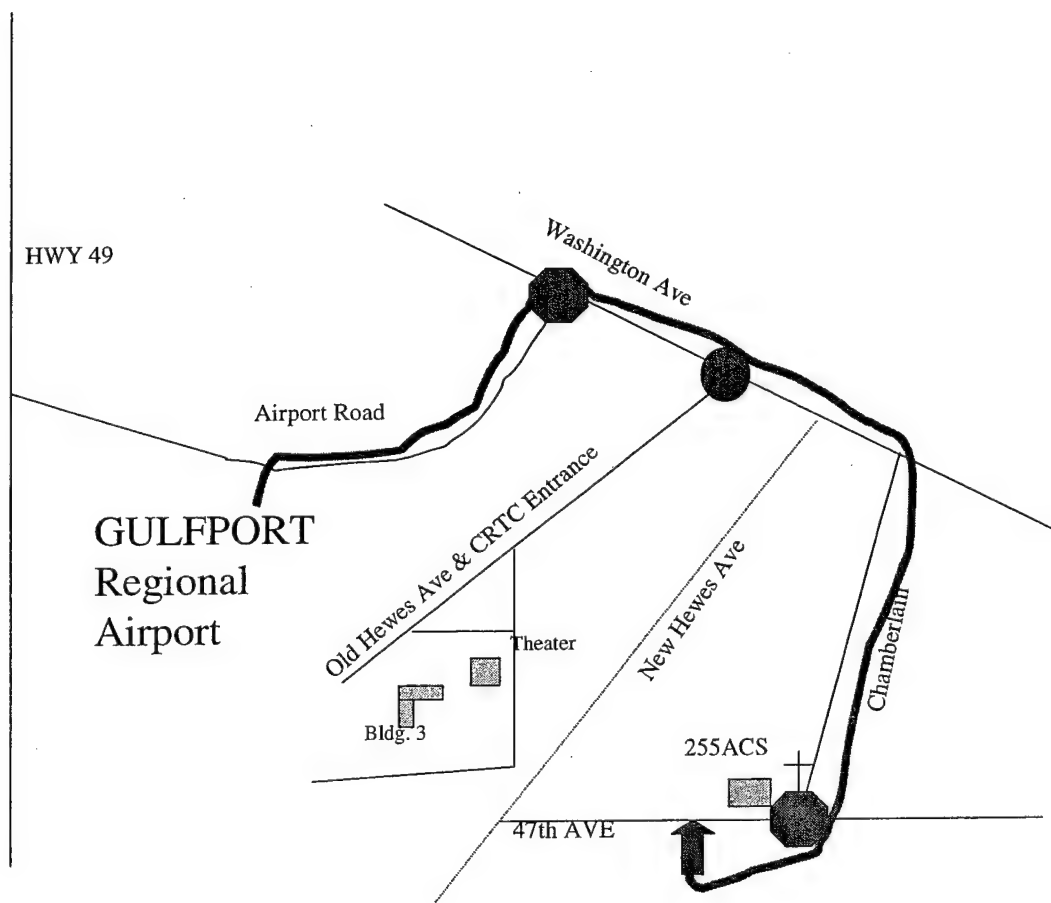 Washington Ave
HWY 49
Airport Road
GULFPORT
Regional
Airport
Old Hewes Ave & CRTC Entrance
New Hewes Ave
Chamberlain
Theater
Bldg. 3
255ACS
47th AVE